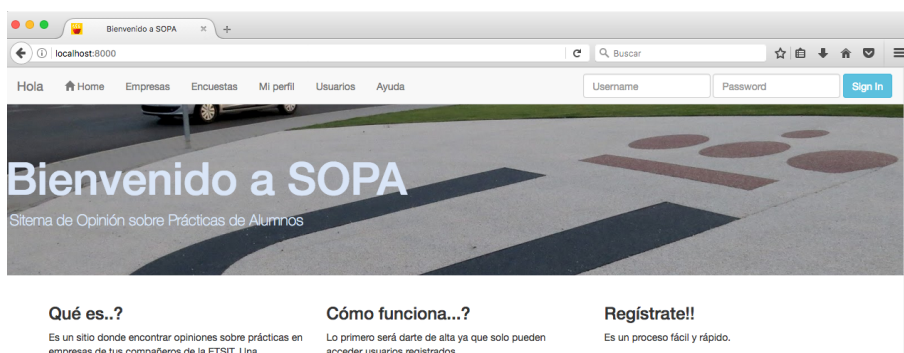 Bienvenido a SOPA
localhost:8000
Buscar
Hola Home Empresas Encuestas Mi perfil Usuarios Ayuda Username Password Sign In
Bienvenido a SOPA
Sitema de Opinión sobre Prácticas de Alumnos
Qué es..?
Es un sitio donde encontrar opiniones sobre prácticas en
empresas de tus compañeros de la ETSIT. Una
Cómo funciona...?
Lo primero será darte de alta ya que solo pueden
acceder usuarios registrados
Regístrate!!
Es un proceso fácil y rápido.